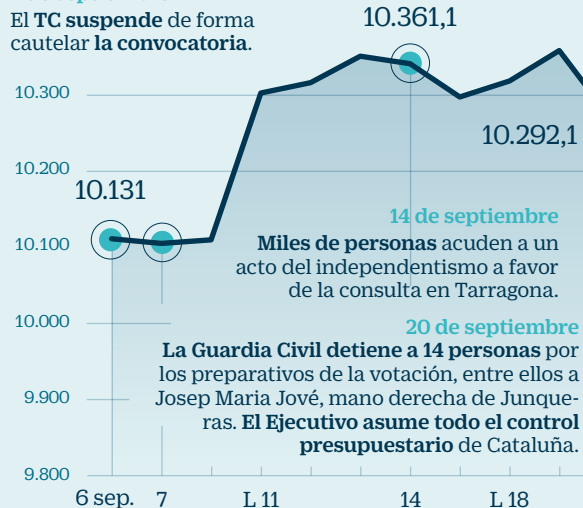 El TC suspende de forma
cautelar la convocatoria.
10.361,1
10.300
10.292,1
10.200
10.131
14 de septiembre
Miles de personas acuden a un
acto del independentismo a favor
de la consulta en Tarragona.
10.100
10.000
20 de septiembre
La Guardia Civil detiene a 14 personas por
los preparativos de la votación, entre ellos a
Josep Maria Jové, mano derecha de Junque-
ras. El Ejecutivo asume todo el control
presupuestario de Cataluña.
9.900
9.800
6 sep. 7 L 11 14 L 18